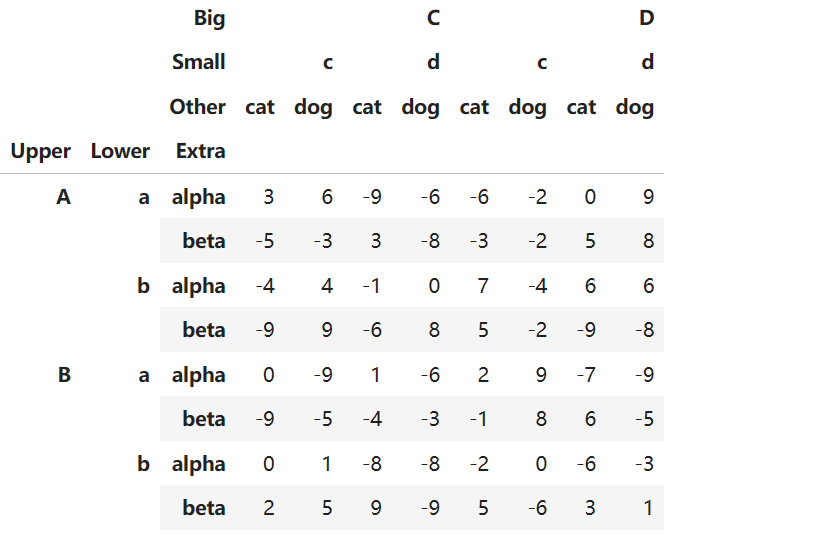 Big C D
Small c d c d
Other cat dog cat dog cat dog cat dog
Upper Lower Extra
A a alpha 3 6 -9 -6 -6 -2 0 9
beta -5 -3 3 -8 -3 -2 5 8
b alpha -4 4 -1 0 7 -4 6 6
beta -9 9 -6 8 5 -2 -9 -8
B a alpha 0 -9 1 -6 2 9 -7 -9
beta -9 -5 -4 -3 -1 8 6 -5
b alpha 0 1 -8 -8 -2 0 -6 -3
beta 2 5 9 -9 5 -6 3 1